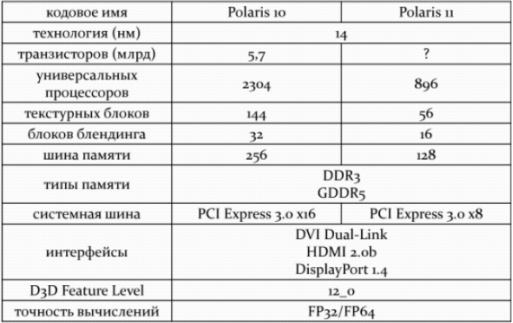 кодовое имя Polaris 10 Polaris 11
технология (нм) 14
транзисторов (млрд) 5,7 ?
универсальных
процессоров 2304 896
текстурных блоков 144 56
блоков блендинга 32 16
шина памяти 256 128
типы памяти DDR3
GDDR5
системная шина PCI Express 3.0 x16 PCI Express 3.0 x8
интерфейсы DVI Dual-Link
HDMI 2.0b
DisplayPort 1.4
D3D Feature Level 12_0
точность вычислений FP32/FP64